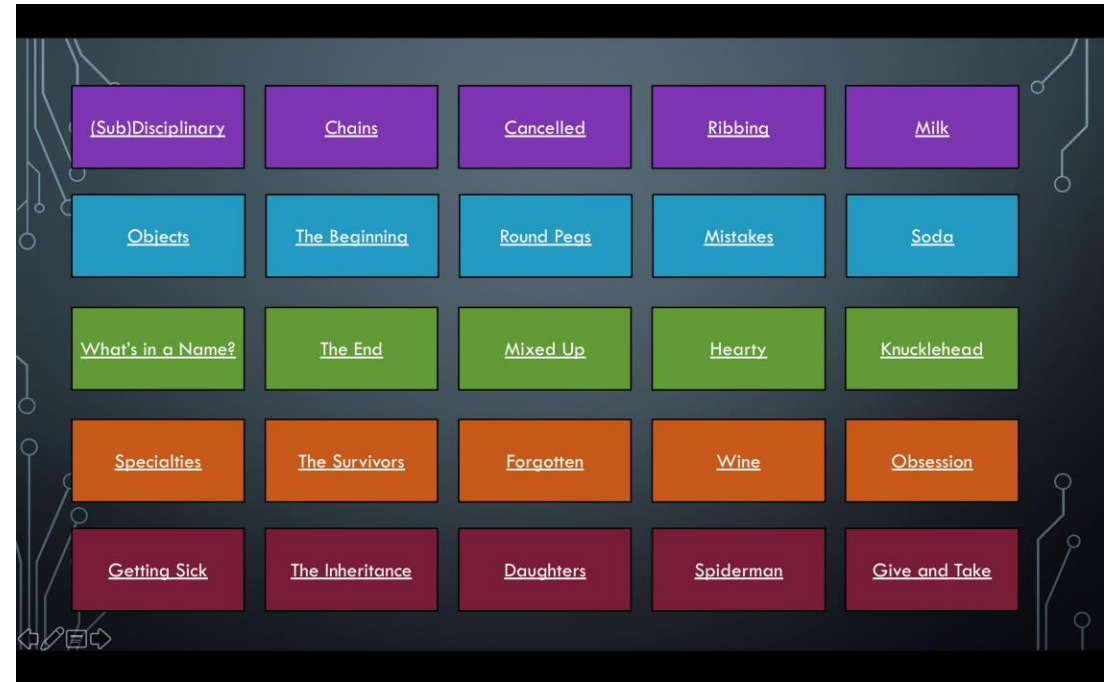 (Sub)Disciplinary
Chains
Cancelled
Ribbing
Milk
Objects
The Beginning
Round Pegs
Mistakes
Soda
What's in a Name?
The End
Mixed Up
Hearty
Knucklehead
Specialties
The Survivors
Forgotten
Wine
Obsession
Getting Sick
The Inheritance
Daughters
Spiderman
Give and Take